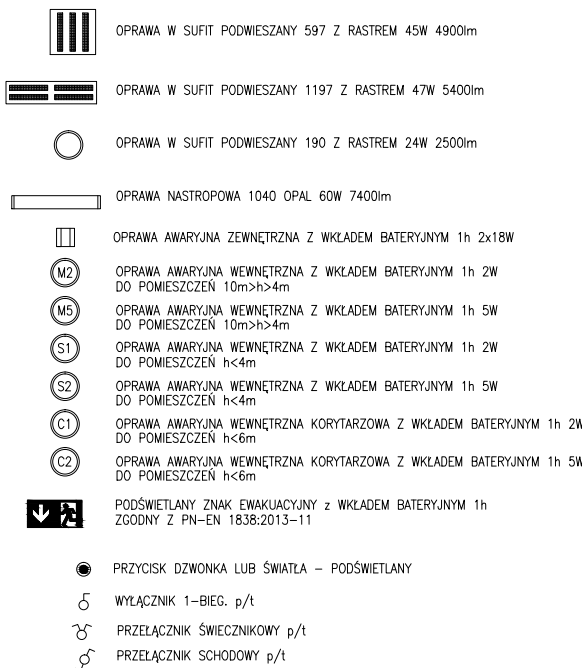 OPRAWA W SUFIT PODWIESZANY 597 Z RASTREM 45W 4900lm
OPRAWA W SUFIT PODWIESZANY 1197 Z RASTREM 47W 5400lm
OPRAWA W SUFIT PODWIESZANY 190 Z RASTREM 24W 2500lm
OPRAWA NASTROPOWA 1040 OPAL 60W 7400lm
OPRAWA AWARYJNA ZEWNĘTRZNA Z WKŁADEM BATERYJNYM 1h 2x18W
M2 OPRAWA AWARYJNA WEWNĘTRZNA Z WKŁADEM BATERYJNYM 1h 2W
DO POMIESZCZEŃ 10m>h>4m
M5 OPRAWA AWARYJNA WEWNĘTRZNA Z WKŁADEM BATERYJNYM 1h 5W
DO POMIESZCZEŃ 10m>h>4m
S1 OPRAWA AWARYJNA WEWNĘTRZNA Z WKŁADEM BATERYJNYM 1h 2W
DO POMIESZCZEŃ h<4m
S2 OPRAWA AWARYJNA WEWNĘTRZNA Z WKŁADEM BATERYJNYM 1h 5W
DO POMIESZCZEŃ h<4m
C1 OPRAWA AWARYJNA WEWNĘTRZNA KORYTARZOWA Z WKŁADEM BATERYJNYM 1h 2W
DO POMIESZCZEŃ h<6m
C2 OPRAWA AWARYJNA WEWNĘTRZNA KORYTARZOWA Z WKŁADEM BATERYJNYM 1h 5W
DO POMIESZCZEŃ h<6m
PODŚWIETLANY ZNAK EWAKUACYJNY z WKŁADEM BATERYJNYM 1h
ZGODNY Z PN-EN 1838:2013-11
PRZYCISK DZWONKA LUB ŚWIATŁA - PODŚWIETLANY
WYŁĄCZNIK 1-BIEG. p/t
PRZEŁĄCZNIK ŚWIECZNIKOWY p/t
PRZEŁĄCZNIK SCHODOWY p/t